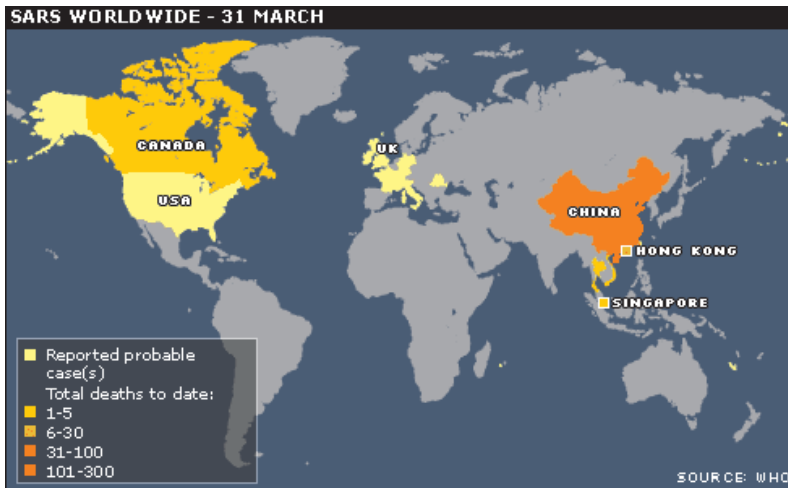 SARS WORLDWIDE - 31 MARCH
CANADA
UK
USA
CHINA
HONG KONG
SINGAPORE
Reported probable
case(s)
Total deaths to date:
1-5
6-30
31-100
101-300
SOURCE: WHO